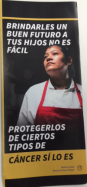 BRINDARLES UN
BUEN FUTURO A
TUS HIJOS NO ES
FÁCIL
PROTEGERLOS
DE CIERTOS
TIPOS DE
CÁNCER SÍ LO ES